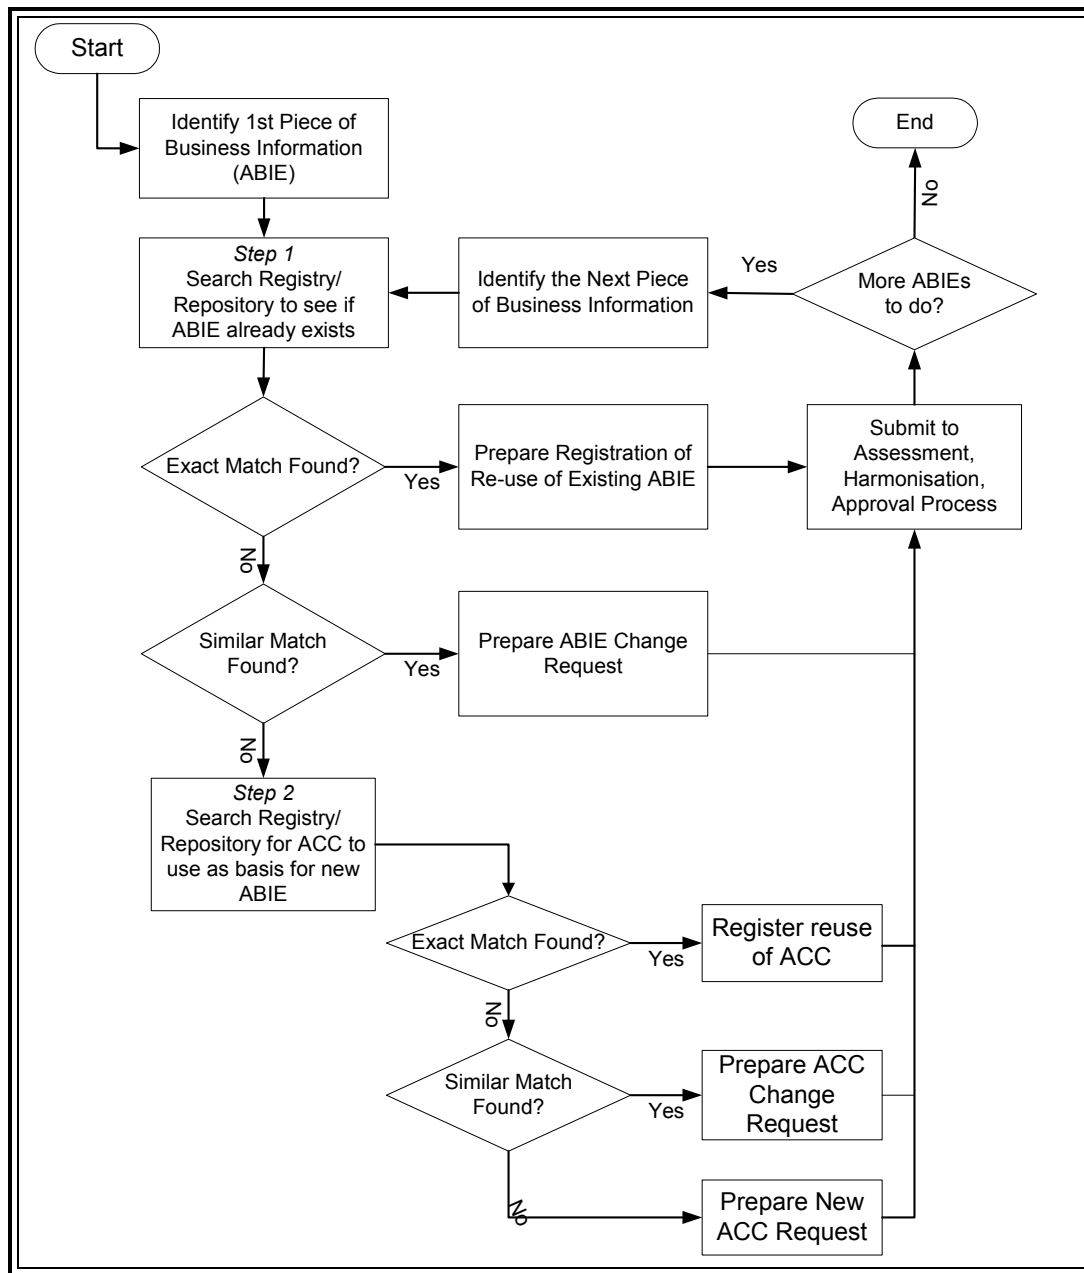 Start
Identify 1st Piece of
Business Information
(ABIE)
End
No
Step 1
Search Registry/
Repository to see if
ABIE already exists
Identify the Next Piece
of Business Information
Yes
More ABIEs
to do?
Exact Match Found?
Yes
Prepare Registration of
Re-use of Existing ABIE
Submit to
Assessment,
Harmonisation,
Approval Process
No
Similar Match
Found?
Yes
Prepare ABIE Change
Request
No
Step 2
Search Registry/
Repository for ACC to
use as basis for new
ABIE
Exact Match Found?
Yes
Register reuse
of ACC
No
Similar Match
Found?
Yes
Prepare ACC
Change
Request
No
Prepare New
ACC Request